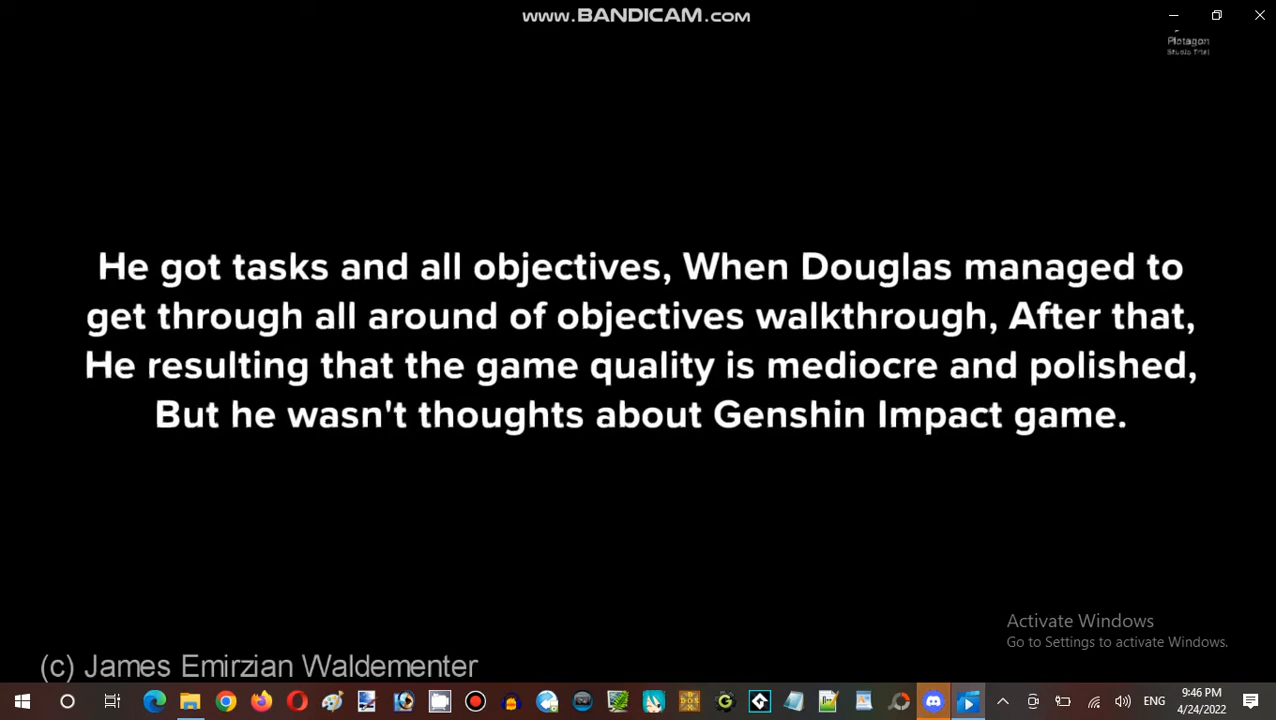 www.BANDICAM.com
Plotagon
Studio Trial
He got tasks and all objectives, When Douglas managed to
get through all around of objectives walkthrough, After that,
He resulting that the game quality is mediocre and polished,
But he wasn't thoughts about Genshin Impact game.
Activate Windows
Go to Settings to activate Windows.
(c) James Emirzian Waldementer
ENG
9:46 PM
4/24/2022